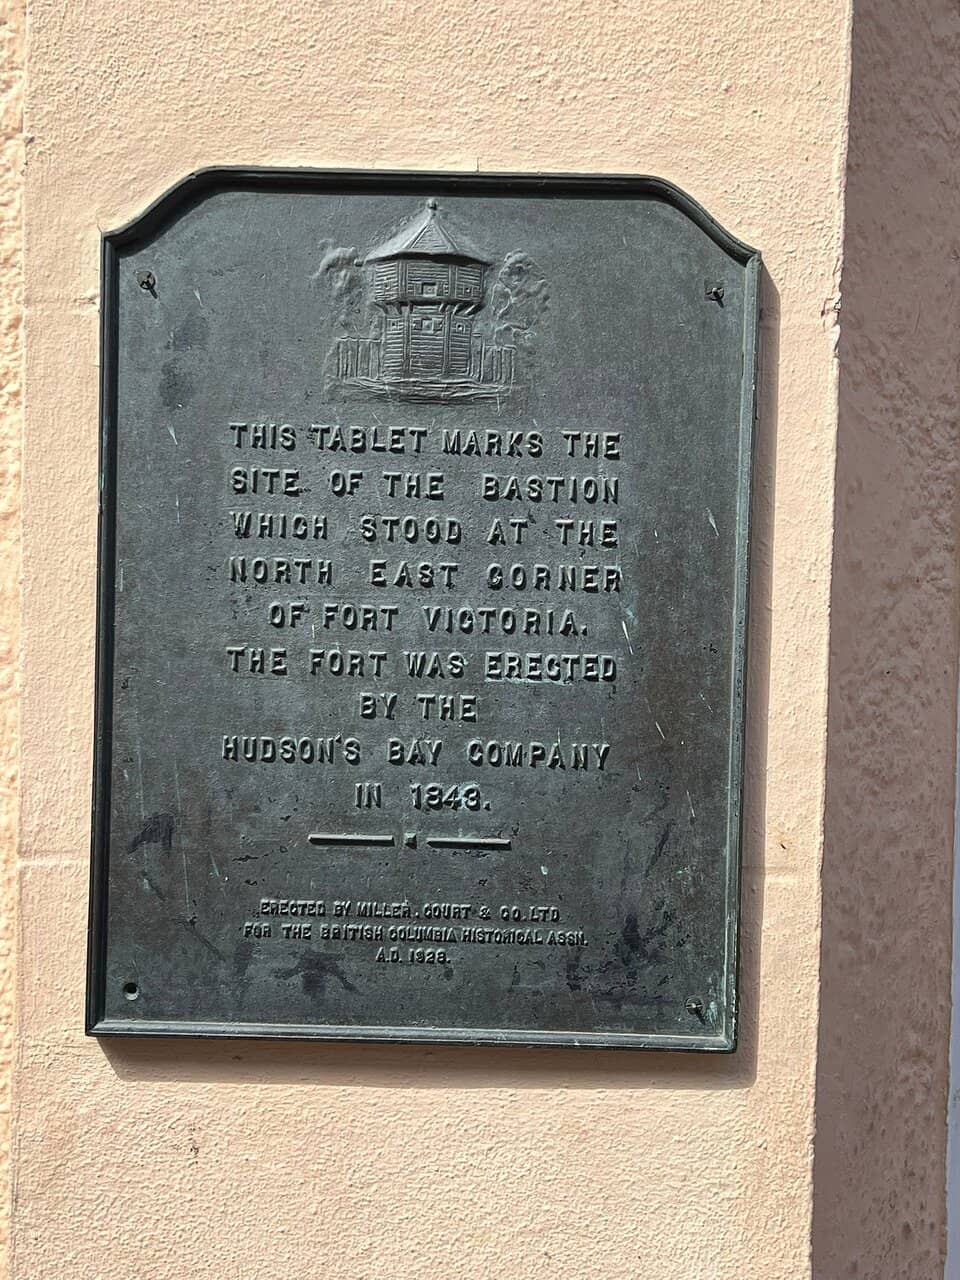 THIS TABLET MARKS THE
SITE OF THE BASTION
WHICH STOOD AT THE
NORTH EAST CORNER
OF FORT VICTORIA.
THE FORT WAS ERECTED
BY THE
HUDSON'S BAY COMPANY
IN 1843.
ERECTED BY MILLER, COURT & CO. LTD
FOR THE BRITISH COLUMBIA HISTORICAL ASSN.
A.D. 1928.